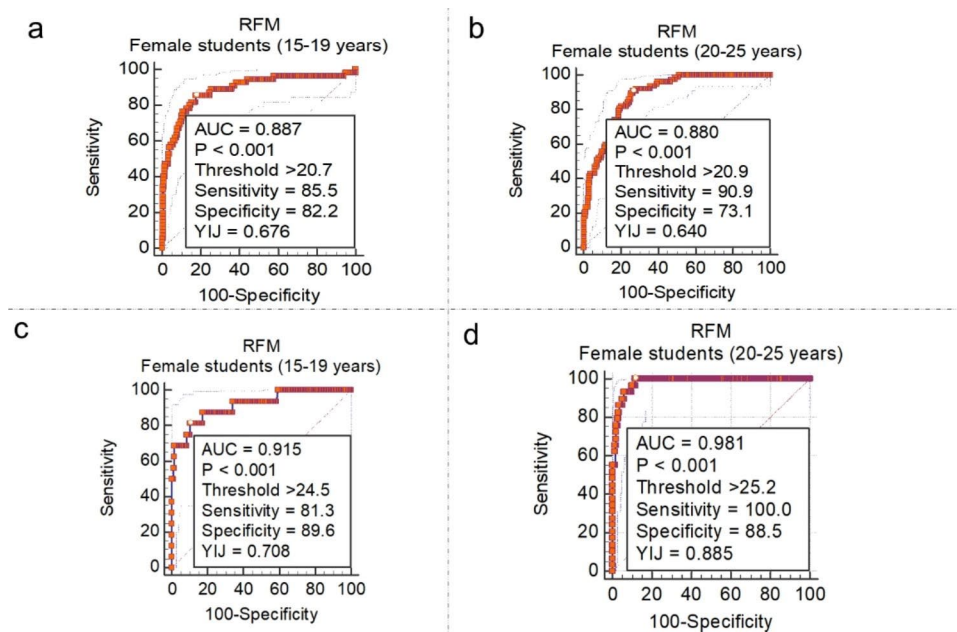 a
RFM
Female students (15-19 years)
100
80
60
40
20
0
Sensitivity
AUC = 0.887
P < 0.001
Threshold >20.7
Sensitivity = 85.5
Specificity = 82.2
YIJ = 0.676
0 20 40 60 80 100
100-Specificity
b
RFM
Female students (20-25 years)
100
80
60
40
20
0
Sensitivity
AUC = 0.880
P < 0.001
Threshold >20.9
Sensitivity = 90.9
Specificity = 73.1
YIJ = 0.640
0 20 40 60 80 100
100-Specificity
c
RFM
Female students (15-19 years)
100
80
60
40
20
0
Sensitivity
AUC = 0.915
P < 0.001
Threshold >24.5
Sensitivity = 81.3
Specificity = 89.6
YIJ = 0.708
0 20 40 60 80 100
100-Specificity
d
RFM
Female students (20-25 years)
100
80
60
40
20
0
Sensitivity
AUC = 0.981
P < 0.001
Threshold >25.2
Sensitivity = 100.0
Specificity = 88.5
YIJ = 0.885
0 20 40 60 80 100
100-Specificity